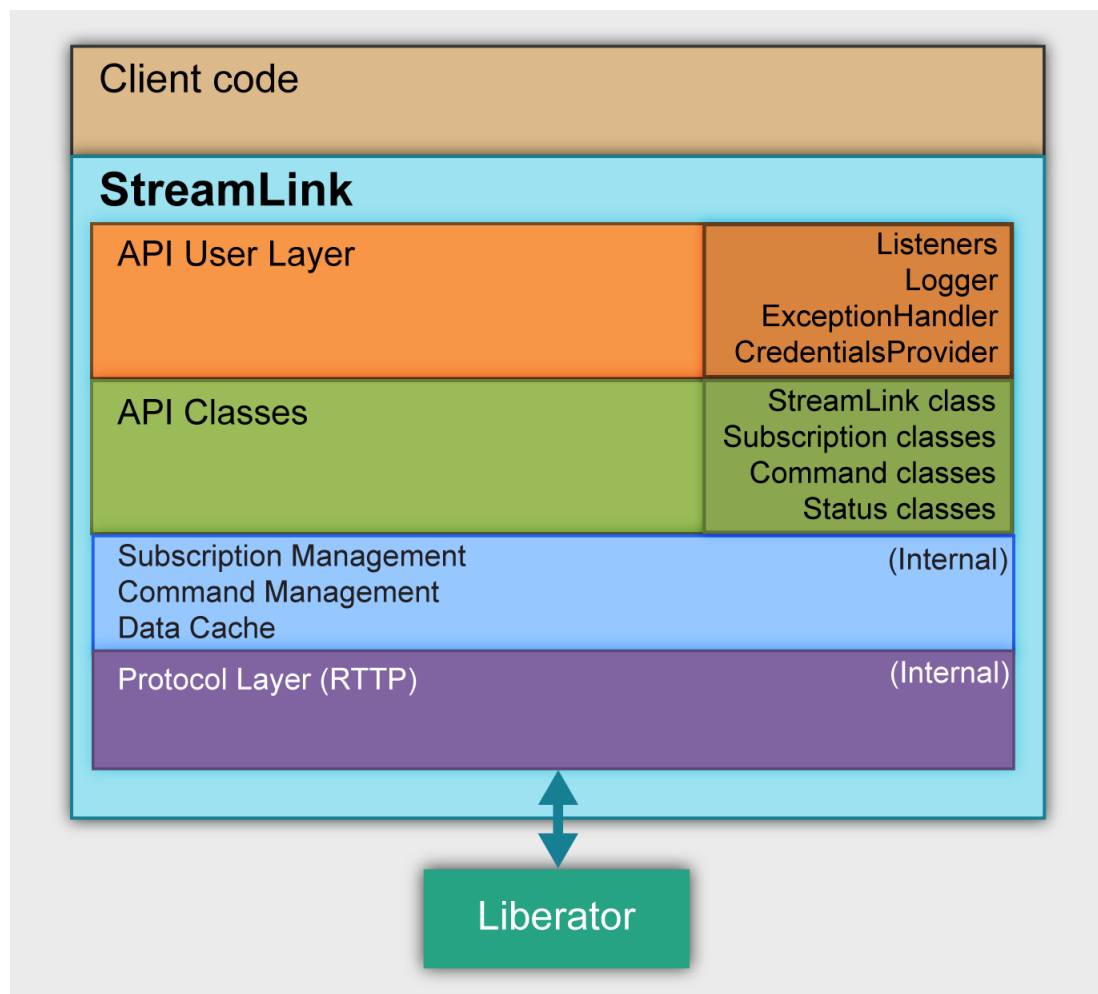 Client code
StreamLink
API User Layer
Listeners
Logger
ExceptionHandler
CredentialsProvider
API Classes
StreamLink class
Subscription classes
Command classes
Status classes
Subscription Management
Command Management
Data Cache
(Internal)
Protocol Layer (RTTP)
(Internal)
Liberator